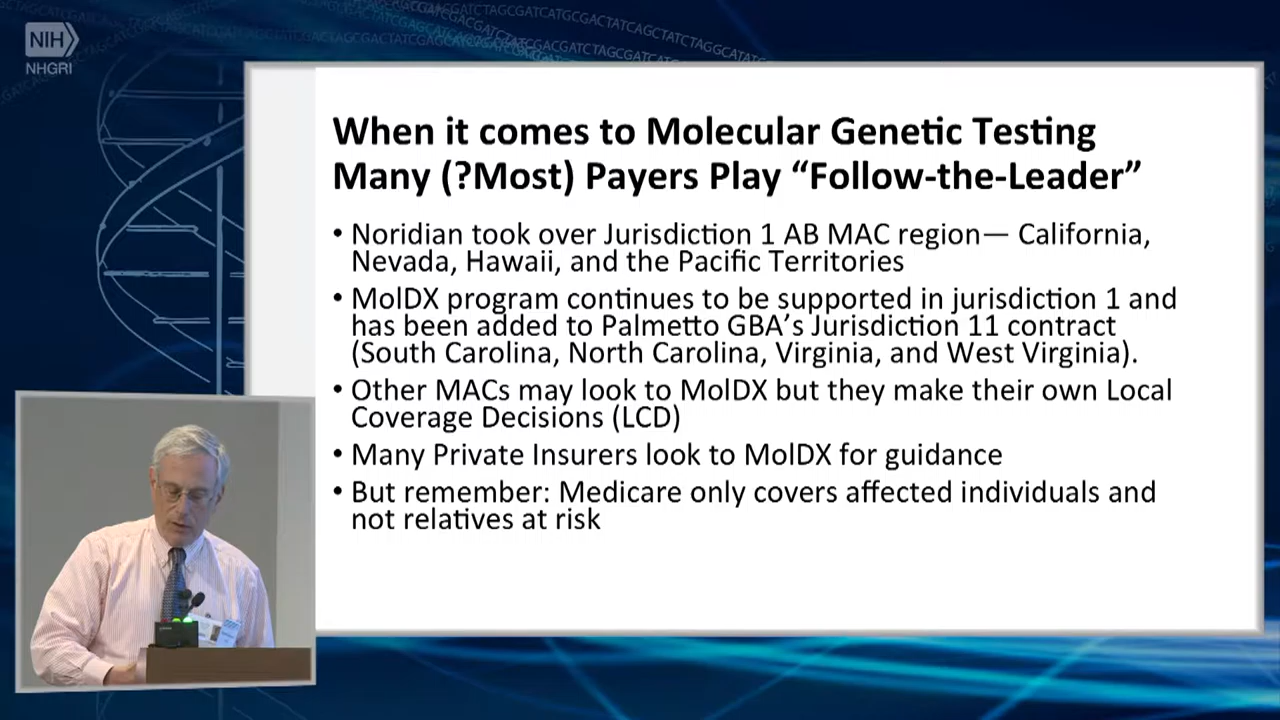 NIH
NHGRI
When it comes to Molecular Genetic Testing
Many (?Most) Payers Play “Follow-the-Leader”
• Noridian took over Jurisdiction 1 AB MAC region— California,
Nevada, Hawaii, and the Pacific Territories
• MolDX program continues to be supported in jurisdiction 1 and
has been added to Palmetto GBA’s Jurisdiction 11 contract
(South Carolina, North Carolina, Virginia, and West Virginia).
• Other MACs may look to MolDX but they make their own Local
Coverage Decisions (LCD)
• Many Private Insurers look to MolDX for guidance
• But remember: Medicare only covers affected individuals and
not relatives at risk